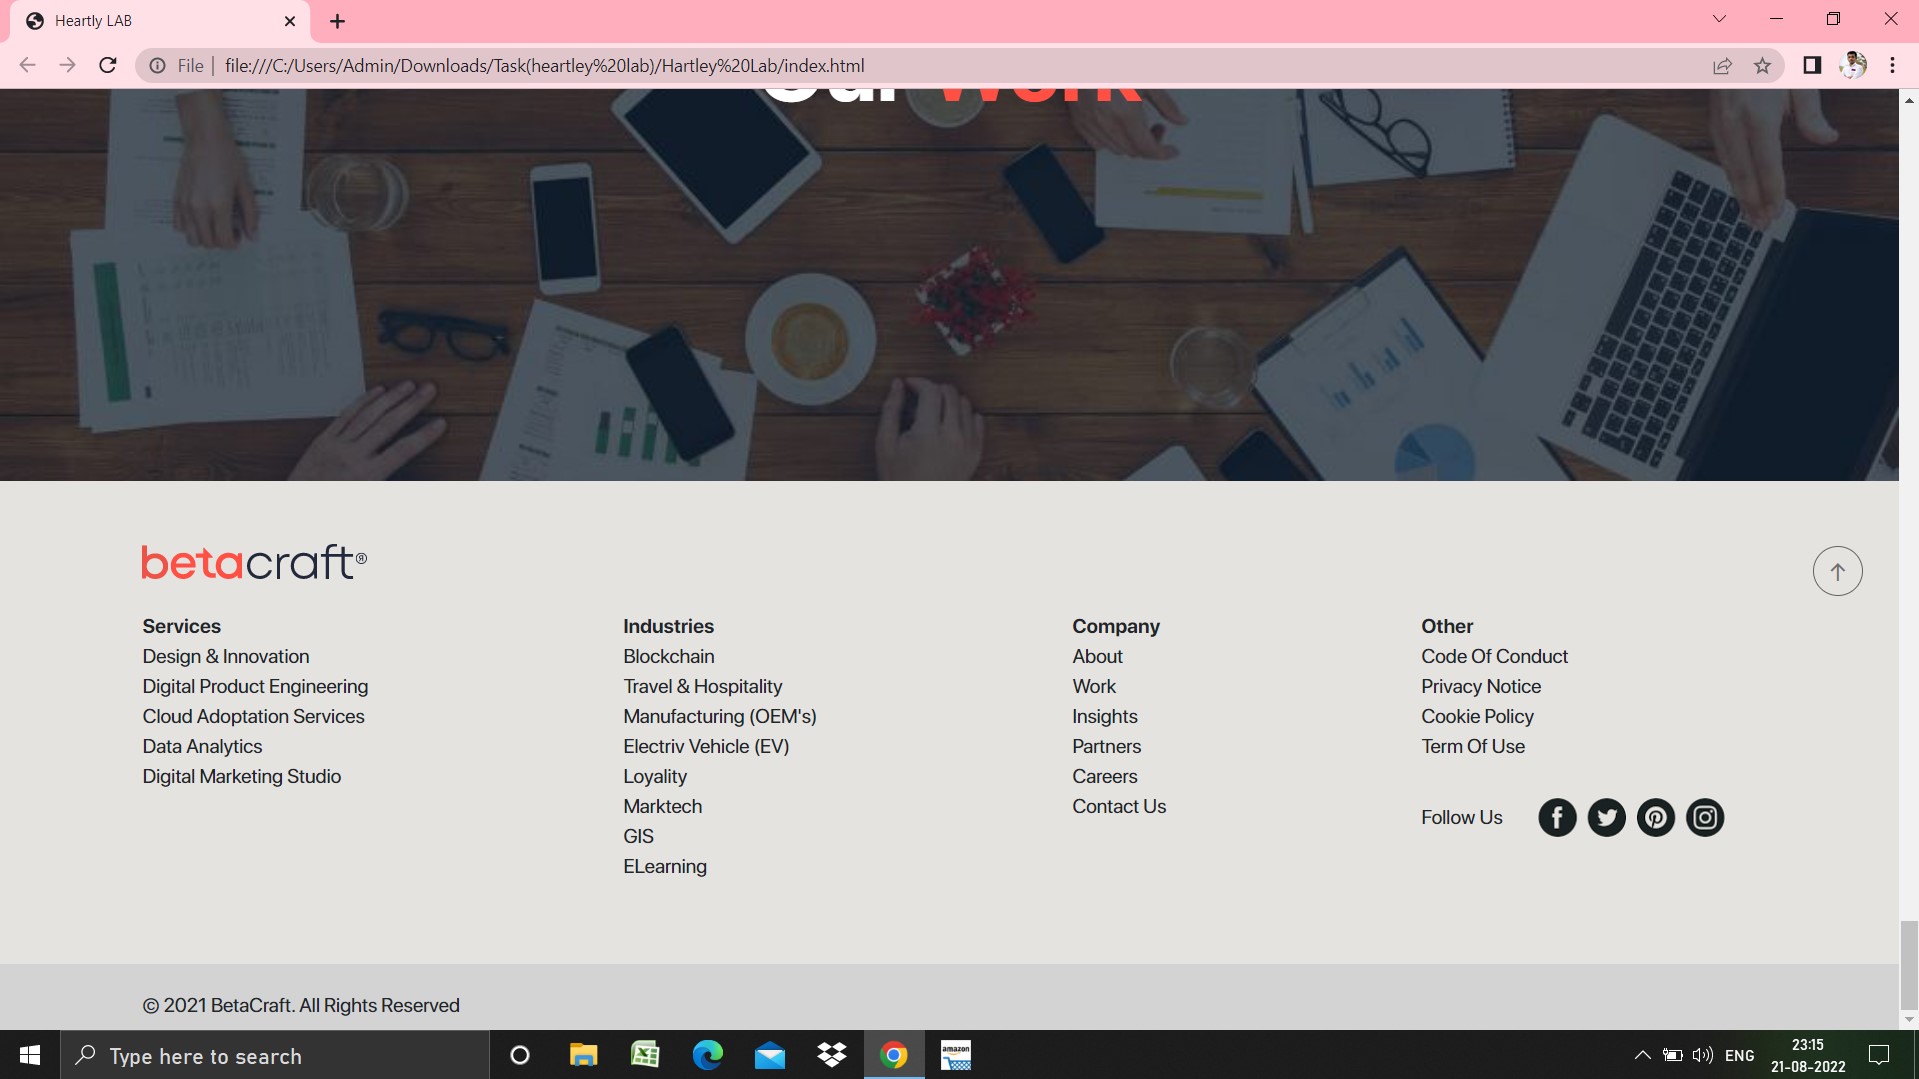 Heartly LAB
File
file:///C:/Users/Admin/Downloads/Task(heartley%20lab)/Hartley%20Lab/index.html
Our Work
betacraft®
Services
Design & Innovation
Digital Product Engineering
Cloud Adoptation Services
Data Analytics
Digital Marketing Studio
Industries
Blockchain
Travel & Hospitality
Manufacturing (OEM's)
Electriv Vehicle (EV)
Loyality
Marktech
GIS
ELearning
Company
About
Work
Insights
Partners
Careers
Contact Us
Other
Code Of Conduct
Privacy Notice
Cookie Policy
Term Of Use
Follow Us
© 2021 BetaCraft. All Rights Reserved
Type here to search
amazon
ENG
23:15
21-08-2022